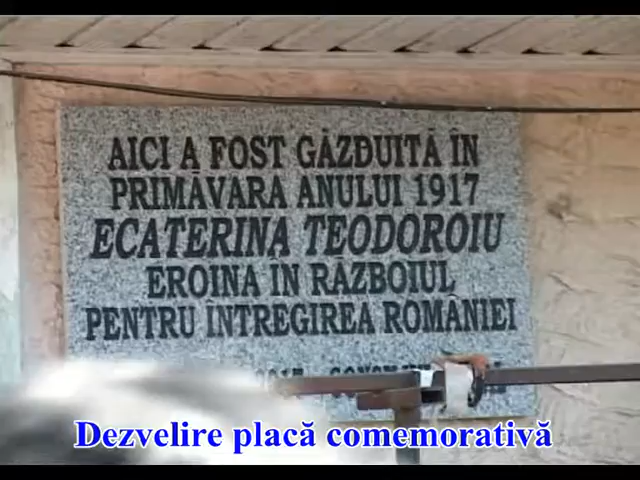 AICI A FOST GĂZDUITĂ ÎN
PRIMĂVARA ANULUI 1917
ECATERINA TEODOROIU
EROINA ÎN RĂZBOIUL
PENTRU ÎNTREGIREA ROMÂNIEI
Dezvelire placă comemorativă